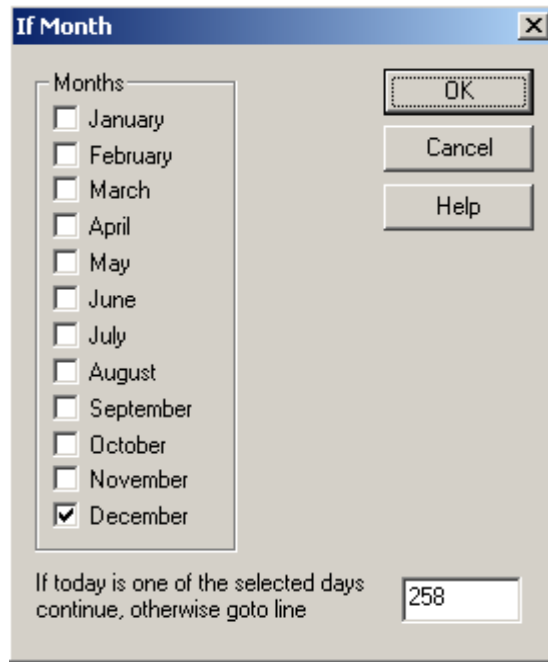 If Month
Months
January
February
March
April
May
June
July
August
September
October
November
December
OK
Cancel
Help
If today is one of the selected days
continue, otherwise goto line
258